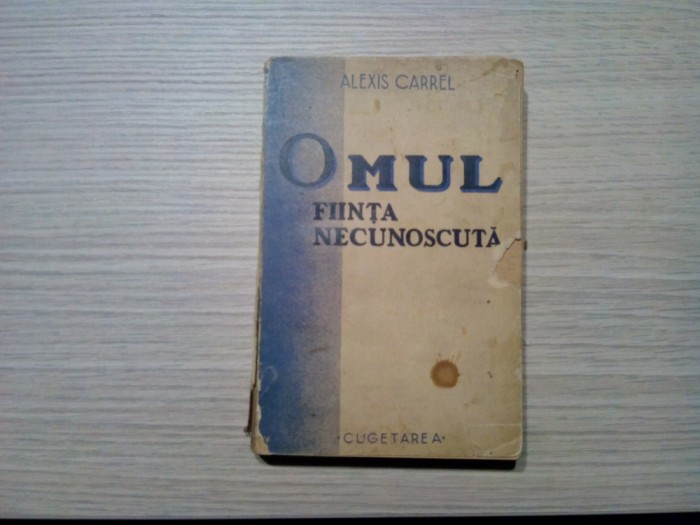 ALEXIS CARREL
OMUL
FIINȚA
NECUNOSCUTĂ
·CUGETAREA·